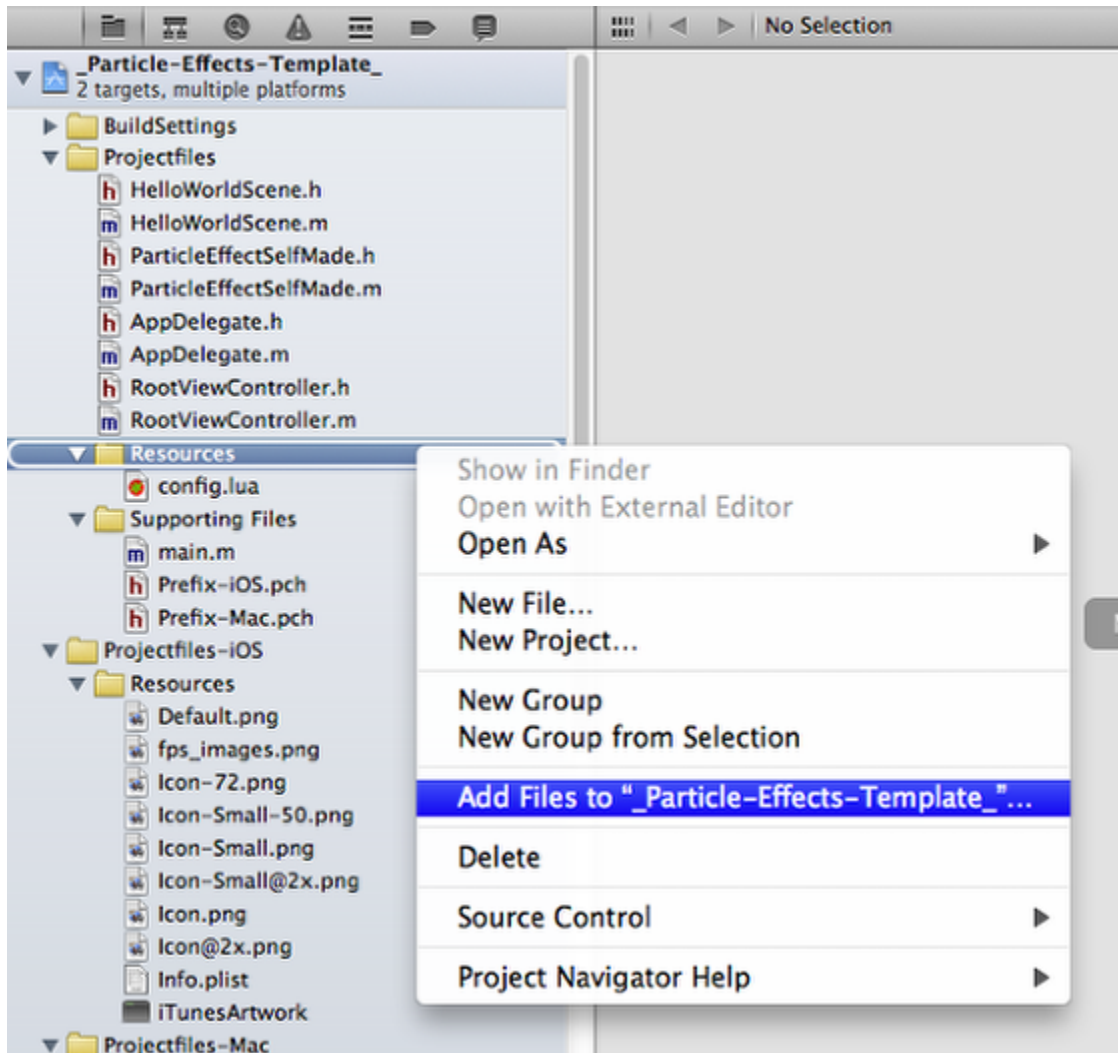 No Selection
_Particle-Effects-Template_
2 targets, multiple platforms
BuildSettings
Projectfiles
HelloWorldScene.h
HelloWorldScene.m
ParticleEffectSelfMade.h
ParticleEffectSelfMade.m
AppDelegate.h
AppDelegate.m
RootViewController.h
RootViewController.m
Resources
config.lua
Supporting Files
main.m
Prefix-iOS.pch
Prefix-Mac.pch
Projectfiles-iOS
Resources
Default.png
fps_images.png
Icon-72.png
Icon-Small-50.png
Icon-Small.png
Icon-Small@2x.png
Icon.png
Icon@2x.png
Info.plist
iTunesArtwork
Projectfiles-Mac
Show in Finder
Open with External Editor
Open As
New File...
New Project...
New Group
New Group from Selection
Add Files to “_Particle-Effects-Template_”...
Delete
Source Control
Project Navigator Help